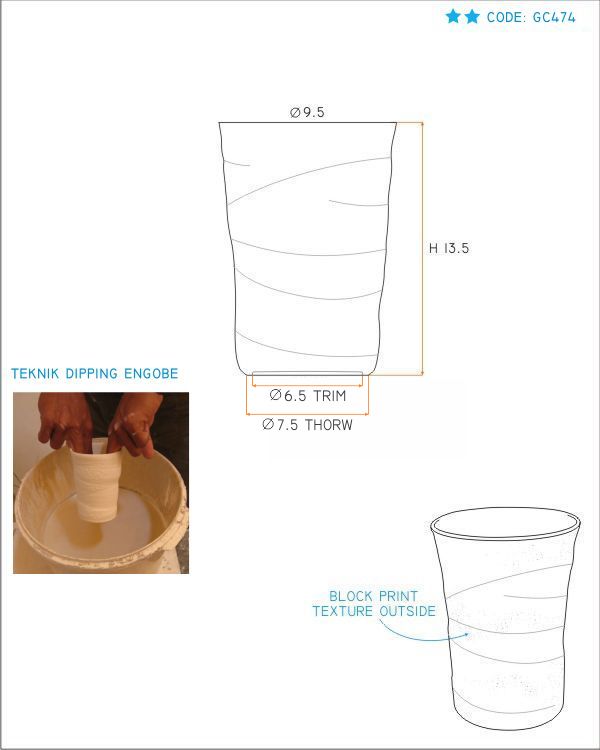 ★★ CODE: GC474
Ø9.5
H 13.5
TEKNIK DIPPING ENGOBE
Ø6.5 TRIM
Ø7.5 THORW
BLOCK PRINT
TEXTURE OUTSIDE